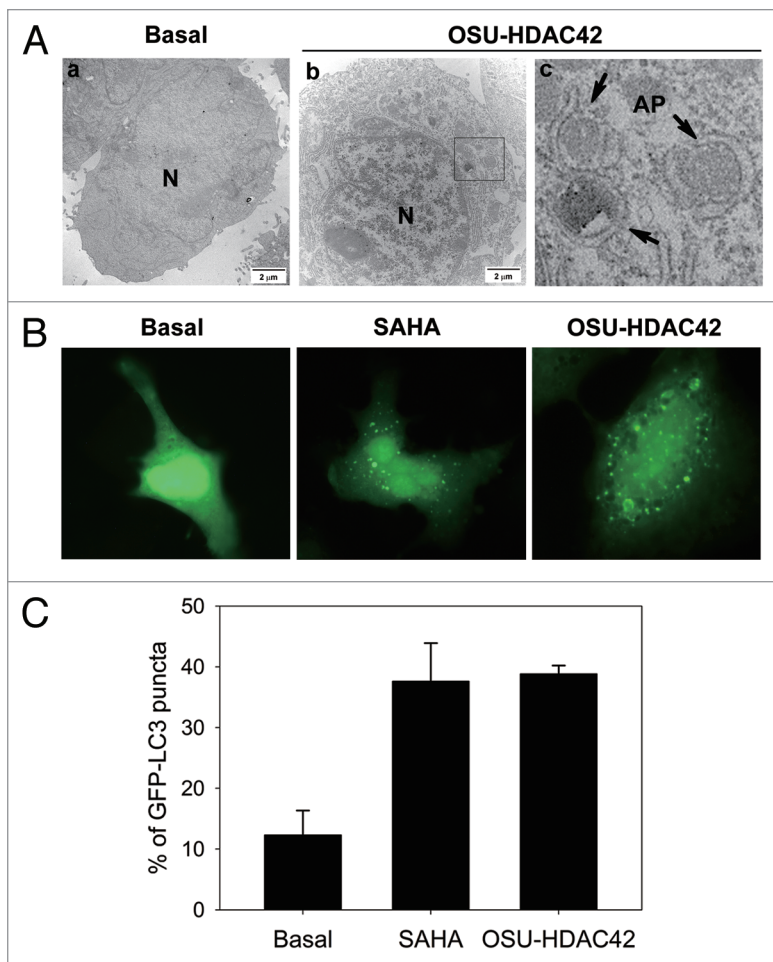 A
Basal
OSU-HDAC42
a
N
2 μm
b
N
2 μm
c
AP
B
Basal
SAHA
OSU-HDAC42
C
% of GFP-LC3 puncta
50
40
30
20
10
0
Basal
SAHA
OSU-HDAC42